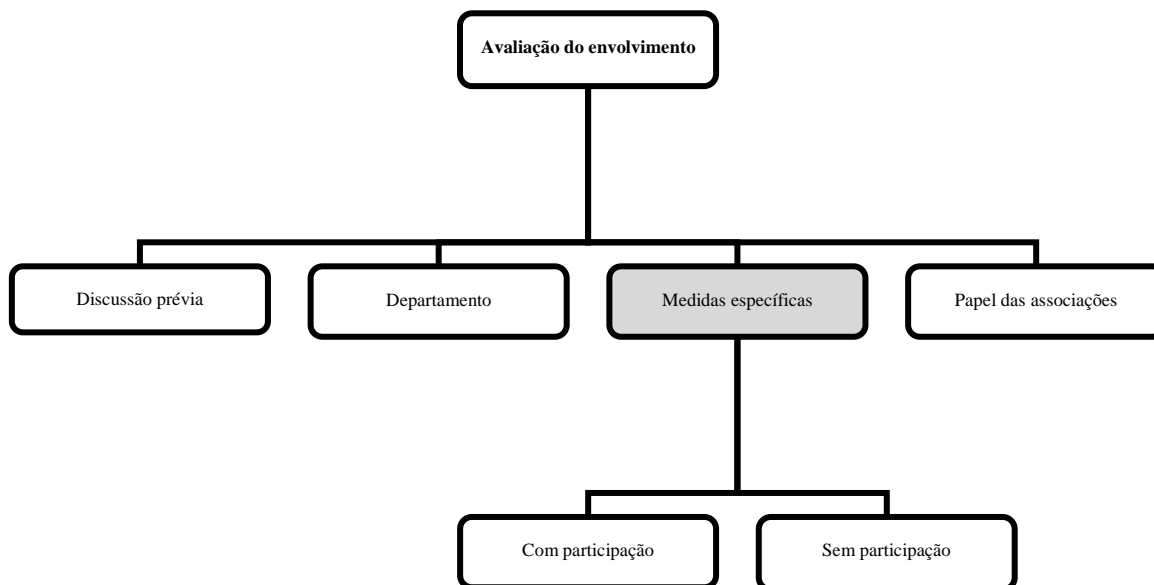 Avaliação do envolvimento
Discussão prévia
Departamento
Medidas específicas
Papel das associações
Com participação
Sem participação